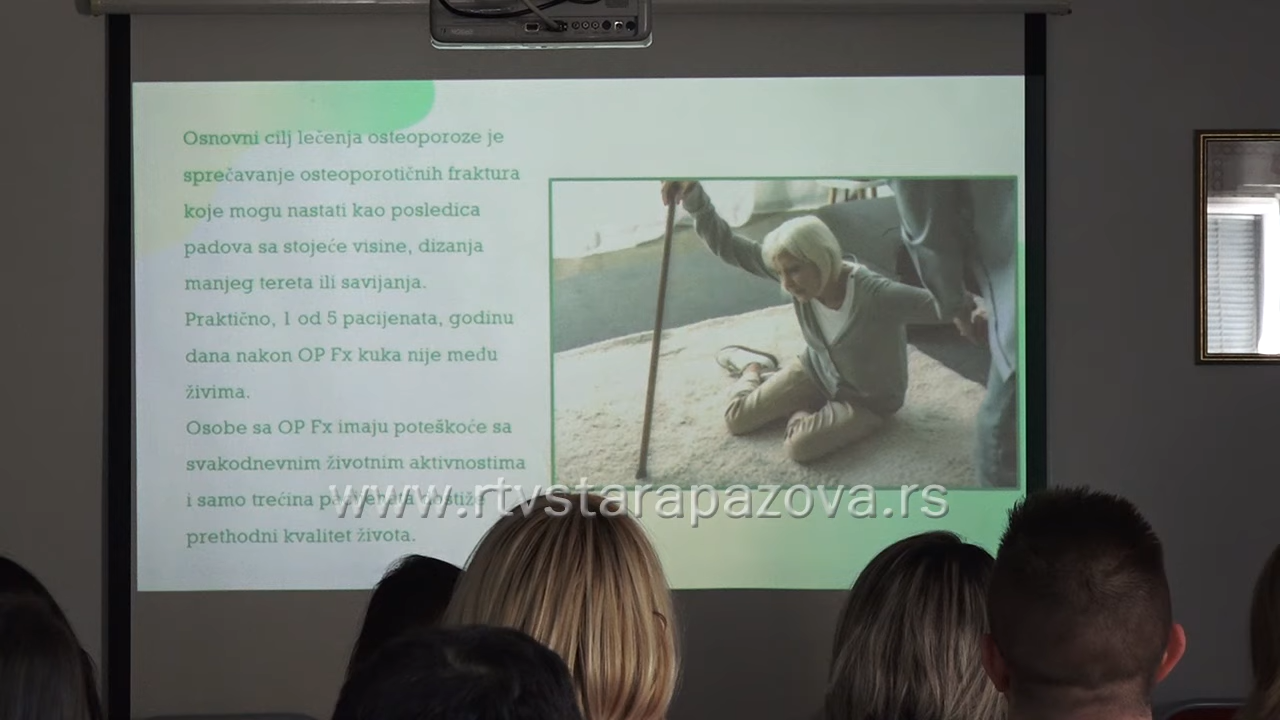 Osnovni cilj lečenja osteoporoze je
sprečavanje osteoporotičnih fraktura
koje mogu nastati kao posledica
padova sa stojeće visine, dizanja
manjeg tereta ili savijanja.
Praktično, 1 od 5 pacijenata, godinu
dana nakon OP Fx kuka nije među
živima.
Osobe sa OP Fx imaju poteškoće sa
svakodnevnim životnim aktivnostima
i samo trećina pacijenata postiže
www.rtvstarapazova.rs
prethodni kvalitet života.